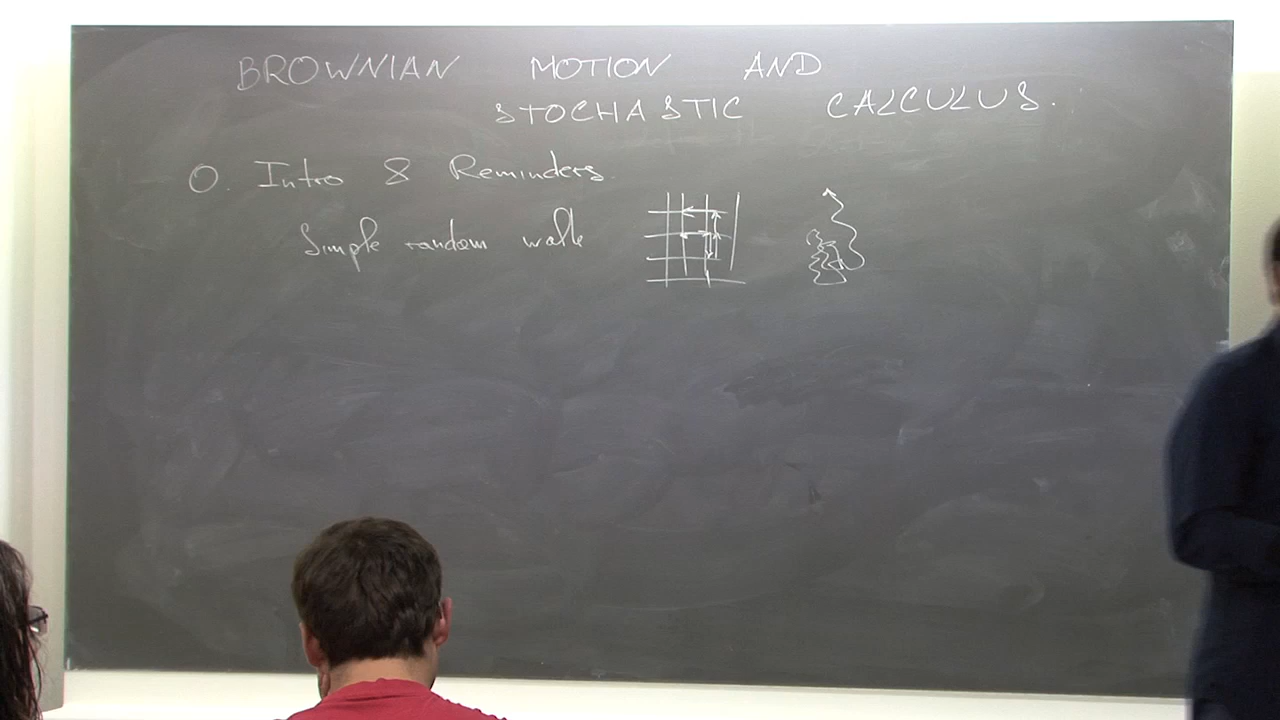 BROWNIAN MOTION AND
STOCHASTIC CALCULUS.
0. Intro & Reminders.
Simple random walk